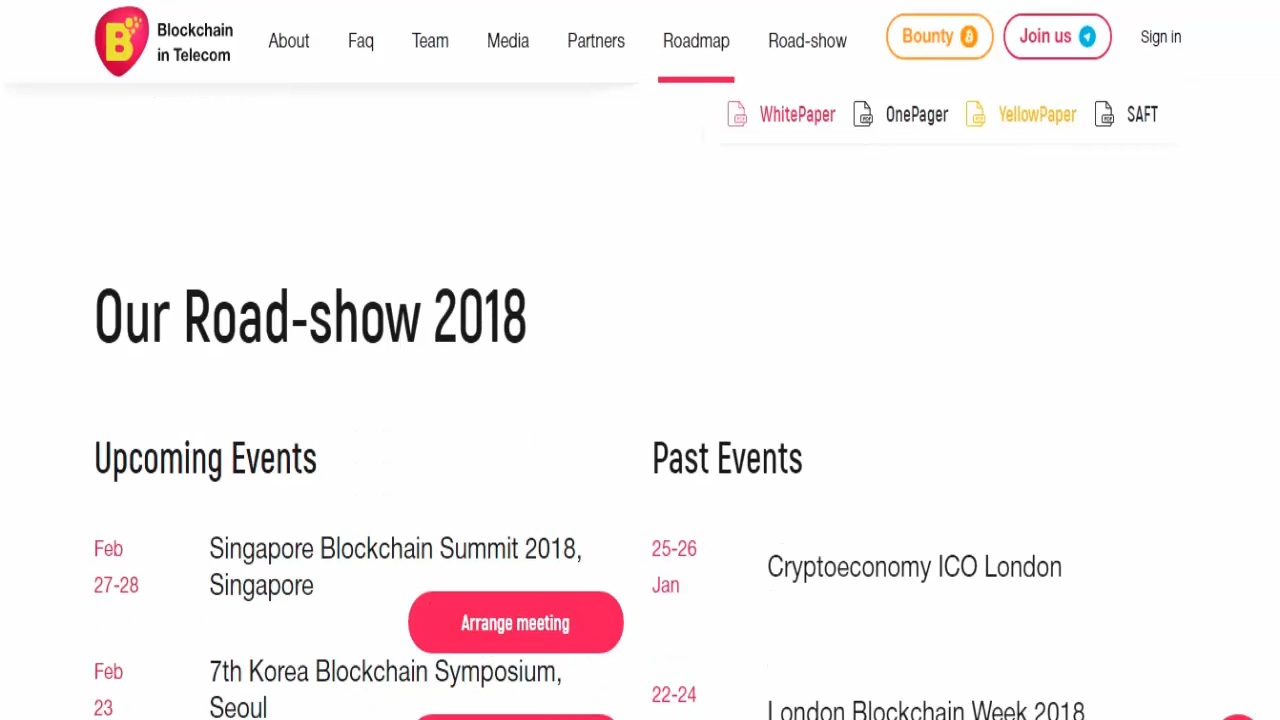 Blockchain
in Telecom
About Faq Team Media Partners Roadmap Road-show Bounty Join us Sign in
WhitePaper OnePager YellowPaper SAFT
Our Road-show 2018
Upcoming Events
Feb
27-28
Singapore Blockchain Summit 2018,
Singapore
Arrange meeting
Feb
23
7th Korea Blockchain Symposium,
Seoul
Past Events
25-26
Jan
Cryptoeconomy ICO London
22-24
London Blockchain Week 2018